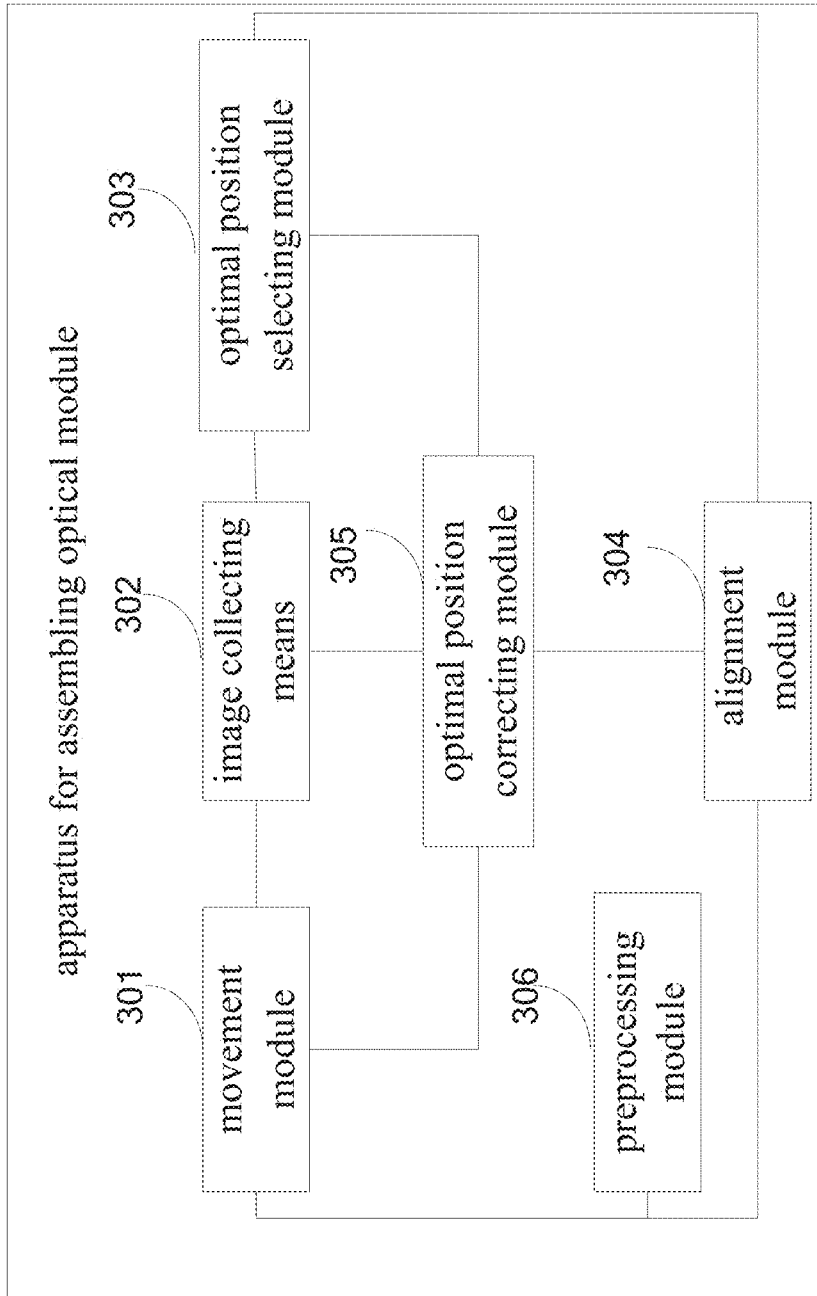 apparatus for assembling optical module
301
movement
module
302
image collecting
means
303
optimal position
selecting module
305
optimal position
correcting module
306
preprocessing
module
304
alignment
module